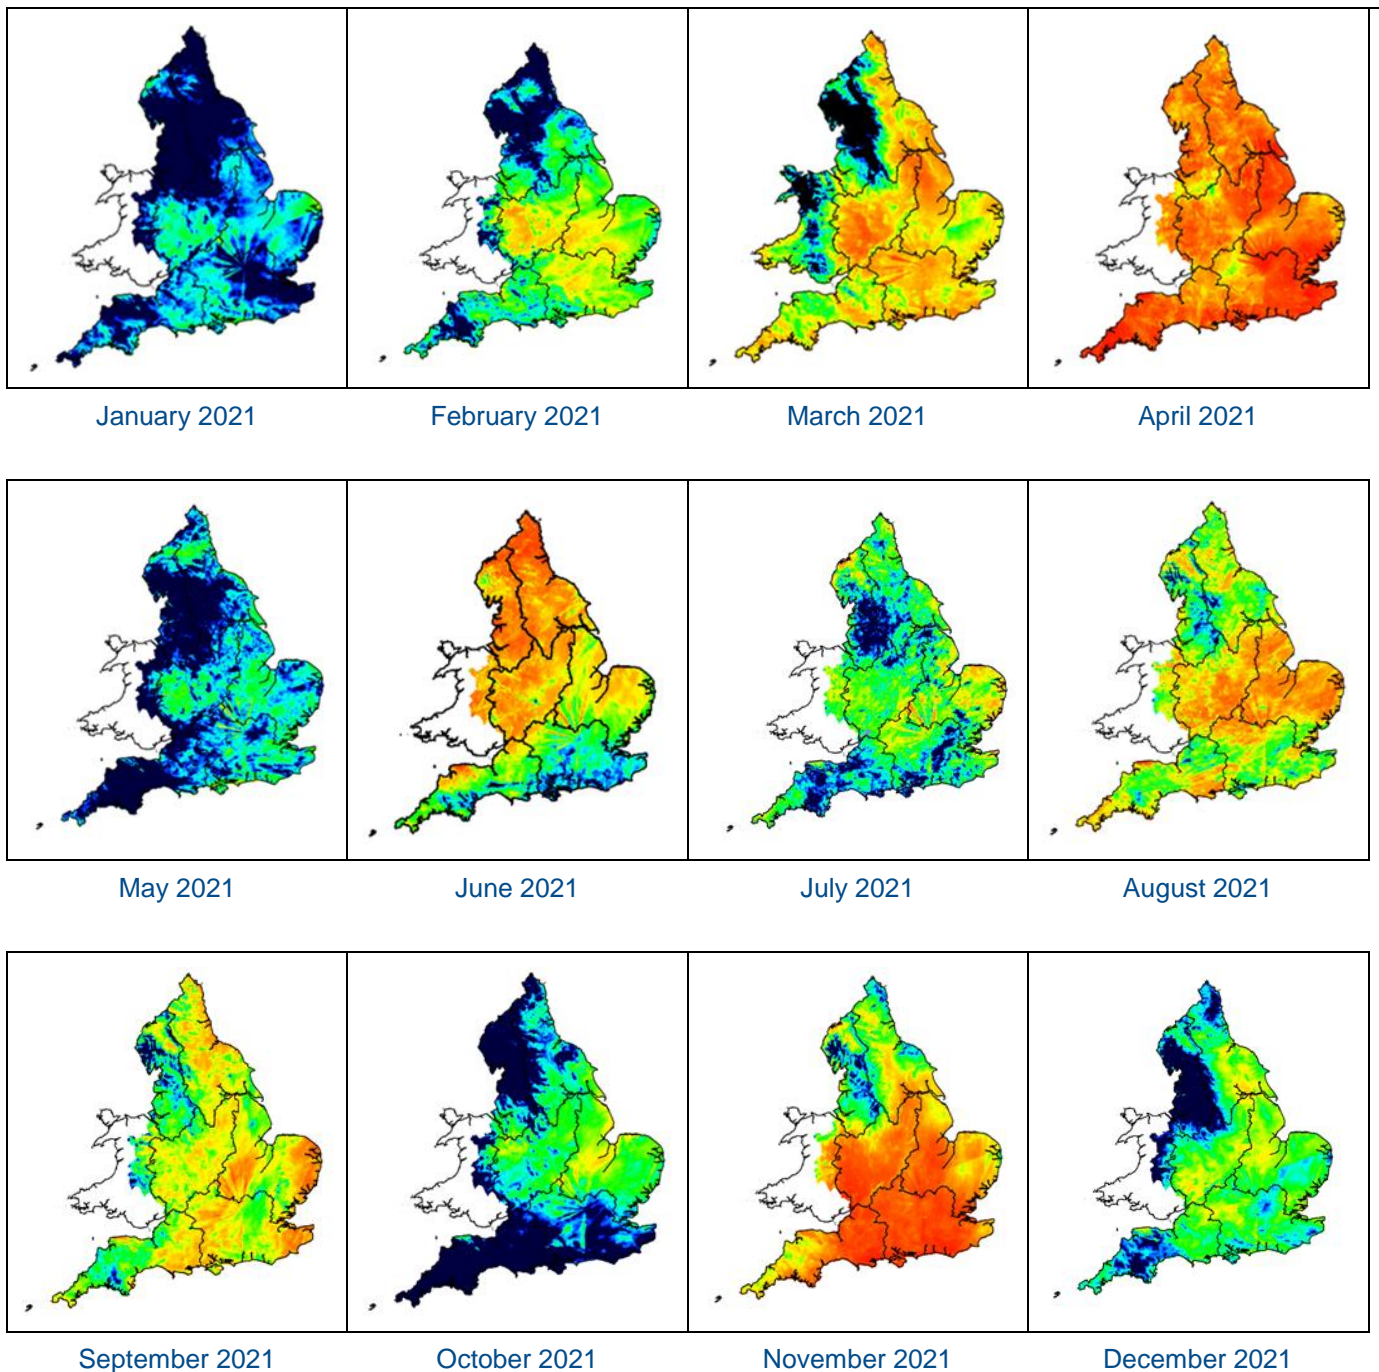 January 2021
February 2021
March 2021
April 2021
May 2021
June 2021
July 2021
August 2021
September 2021
October 2021
November 2021
December 2021